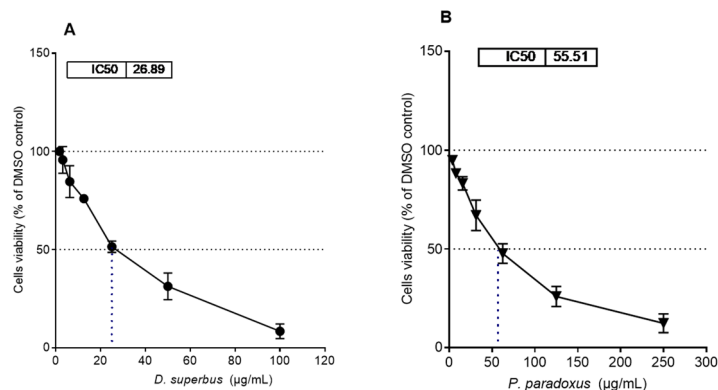 A
IC50 26.89
150
100
50
0
0 20 40 60 80 100 120
Cells viability (% of DMSO control)
D. superbus (µg/mL)
B
IC50 55.51
150
100
50
0
0 50 100 150 200 250 300
Cells viability (% of DMSO control)
P. paradoxus (µg/mL)